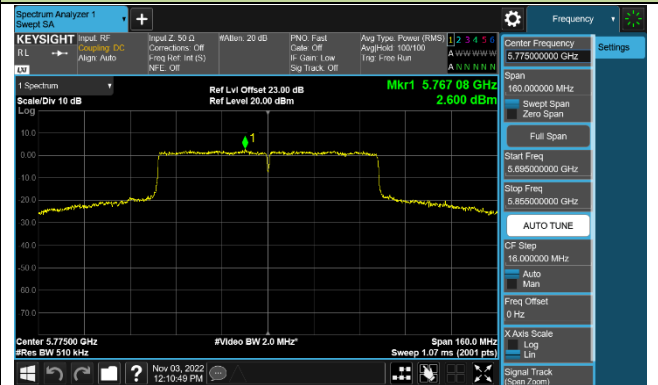 Spectrum Analyzer 1
Swept SA
Frequency
KEYSIGHT
RL
Input: RF
Coupling: DC
Align: Auto
Input Z: 50 Ω
Corrections: Off
Freq Ref: Int (S)
NFE: Off
#Atten: 20 dB
PNO: Fast
Gate: Off
IF Gain: Low
Sig Track: Off
Avg Type: Power (RMS)
Avg|Hold: 100/100
Trig: Free Run
1 2 3 4 5 6
A W W W W W
A N N N N N
1 Spectrum
Scale/Div 10 dB
Log
Ref Lvl Offset 23.00 dB
Ref Level 20.00 dBm
Mkr1 5.767 08 GHz
2.600 dBm
1
10.0
0.00
-10.0
-20.0
-30.0
-40.0
-50.0
-60.0
-70.0
Center 5.77500 GHz
#Res BW 510 kHz
#Video BW 2.0 MHz*
Span 160.0 MHz
Sweep 1.07 ms (2001 pts)
Nov 03, 2022
12:10:49 PM
Center Frequency
5.775000000 GHz
Settings
Span
160.000000 MHz
Swept Span
Zero Span
Full Span
Start Freq
5.695000000 GHz
Stop Freq
5.855000000 GHz
AUTO TUNE
CF Step
16.000000 MHz
Auto
Man
Freq Offset
0 Hz
X Axis Scale
Log
Lin
Signal Track
(Span Zoom)